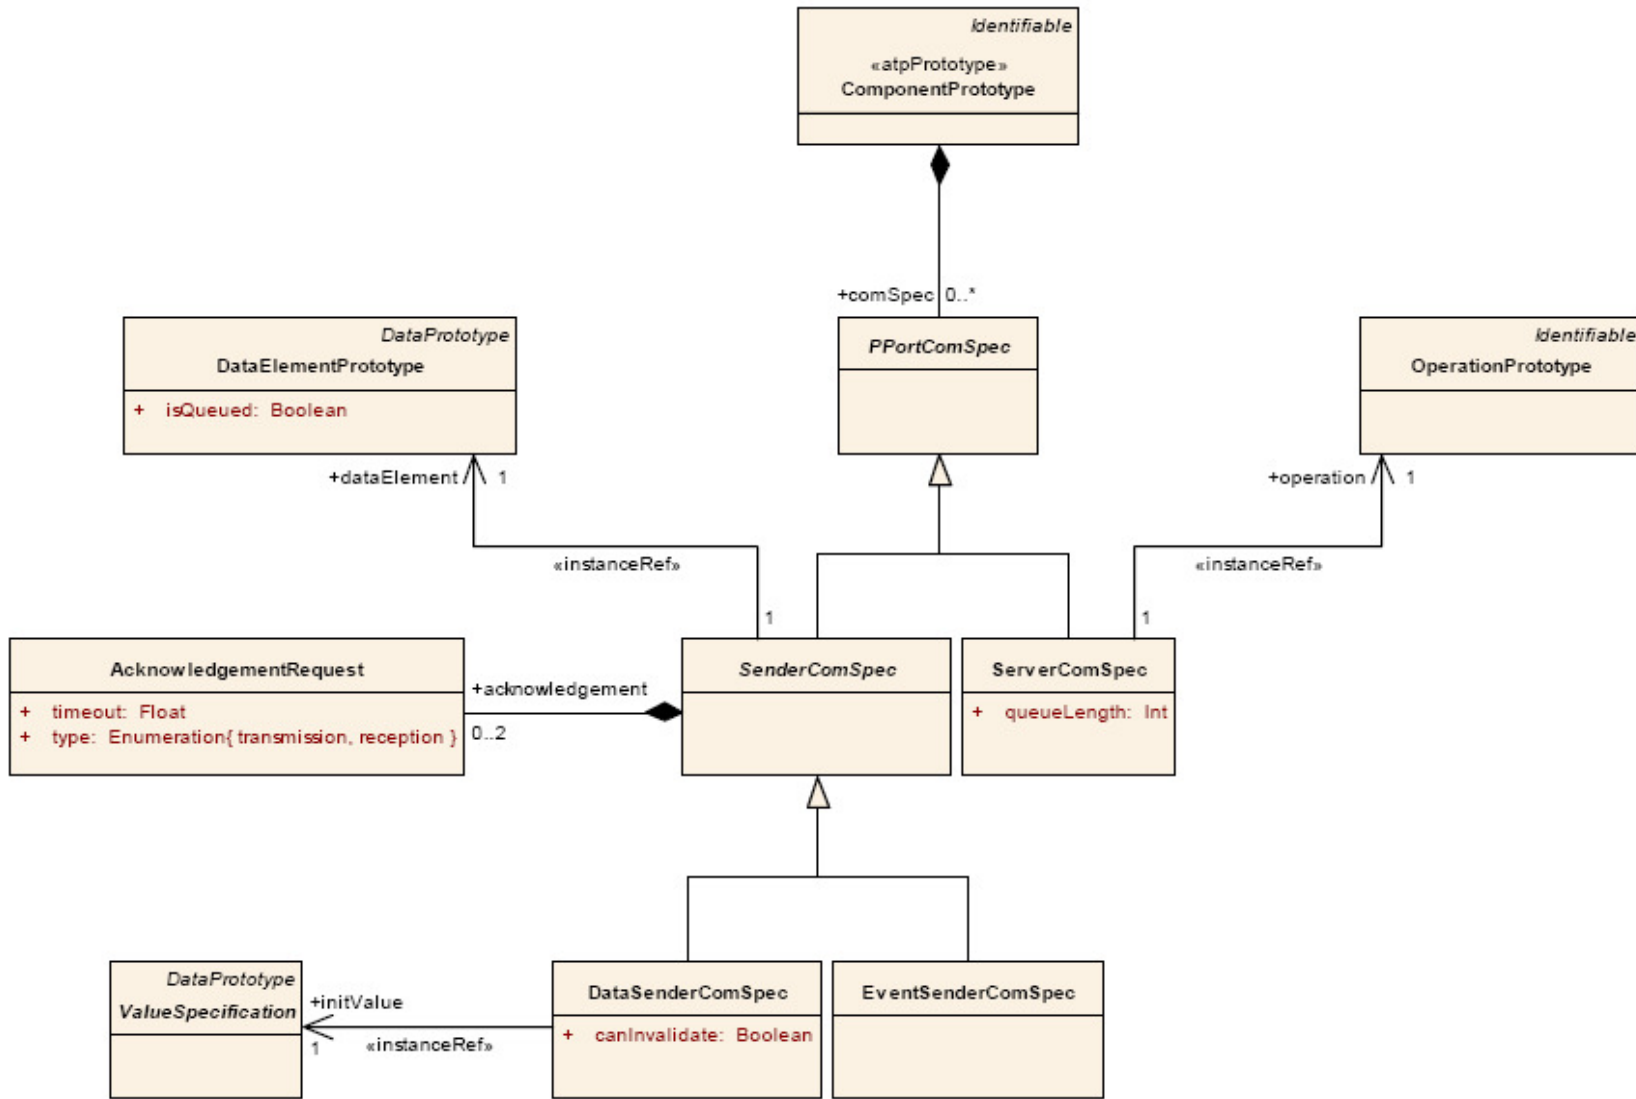 Identifiable
«atpPrototype»
ComponentPrototype
+comSpec 0..*
DataPrototype
DataElementPrototype
+ isQueued: Boolean
PPortComSpec
Identifiable
OperationPrototype
+dataElement 1
+operation 1
«instanceRef»
«instanceRef»
1
1
AcknowledgementRequest
+ timeout: Float
+ type: Enumeration{ transmission, reception }
+acknowledgement
0..2
SenderComSpec
ServerComSpec
+ queueLength: Int
DataPrototype
ValueSpecification
+initValue
1 «instanceRef»
DataSenderComSpec
+ canInvalidate: Boolean
EventSenderComSpec